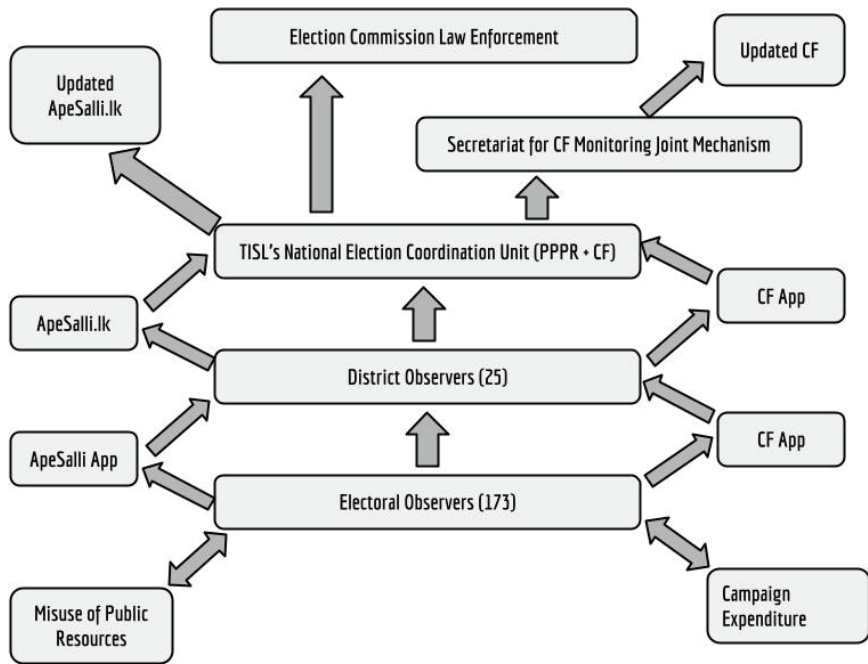 Election Commission Law Enforcement
Updated CF
Updated
ApeSalli.lk
Secretariat for CF Monitoring Joint Mechanism
TISL's National Election Coordination Unit (PPPR + CF)
ApeSalli.lk
CF App
District Observers (25)
ApeSalli App
CF App
Electoral Observers (173)
Misuse of Public
Resources
Campaign
Expenditure